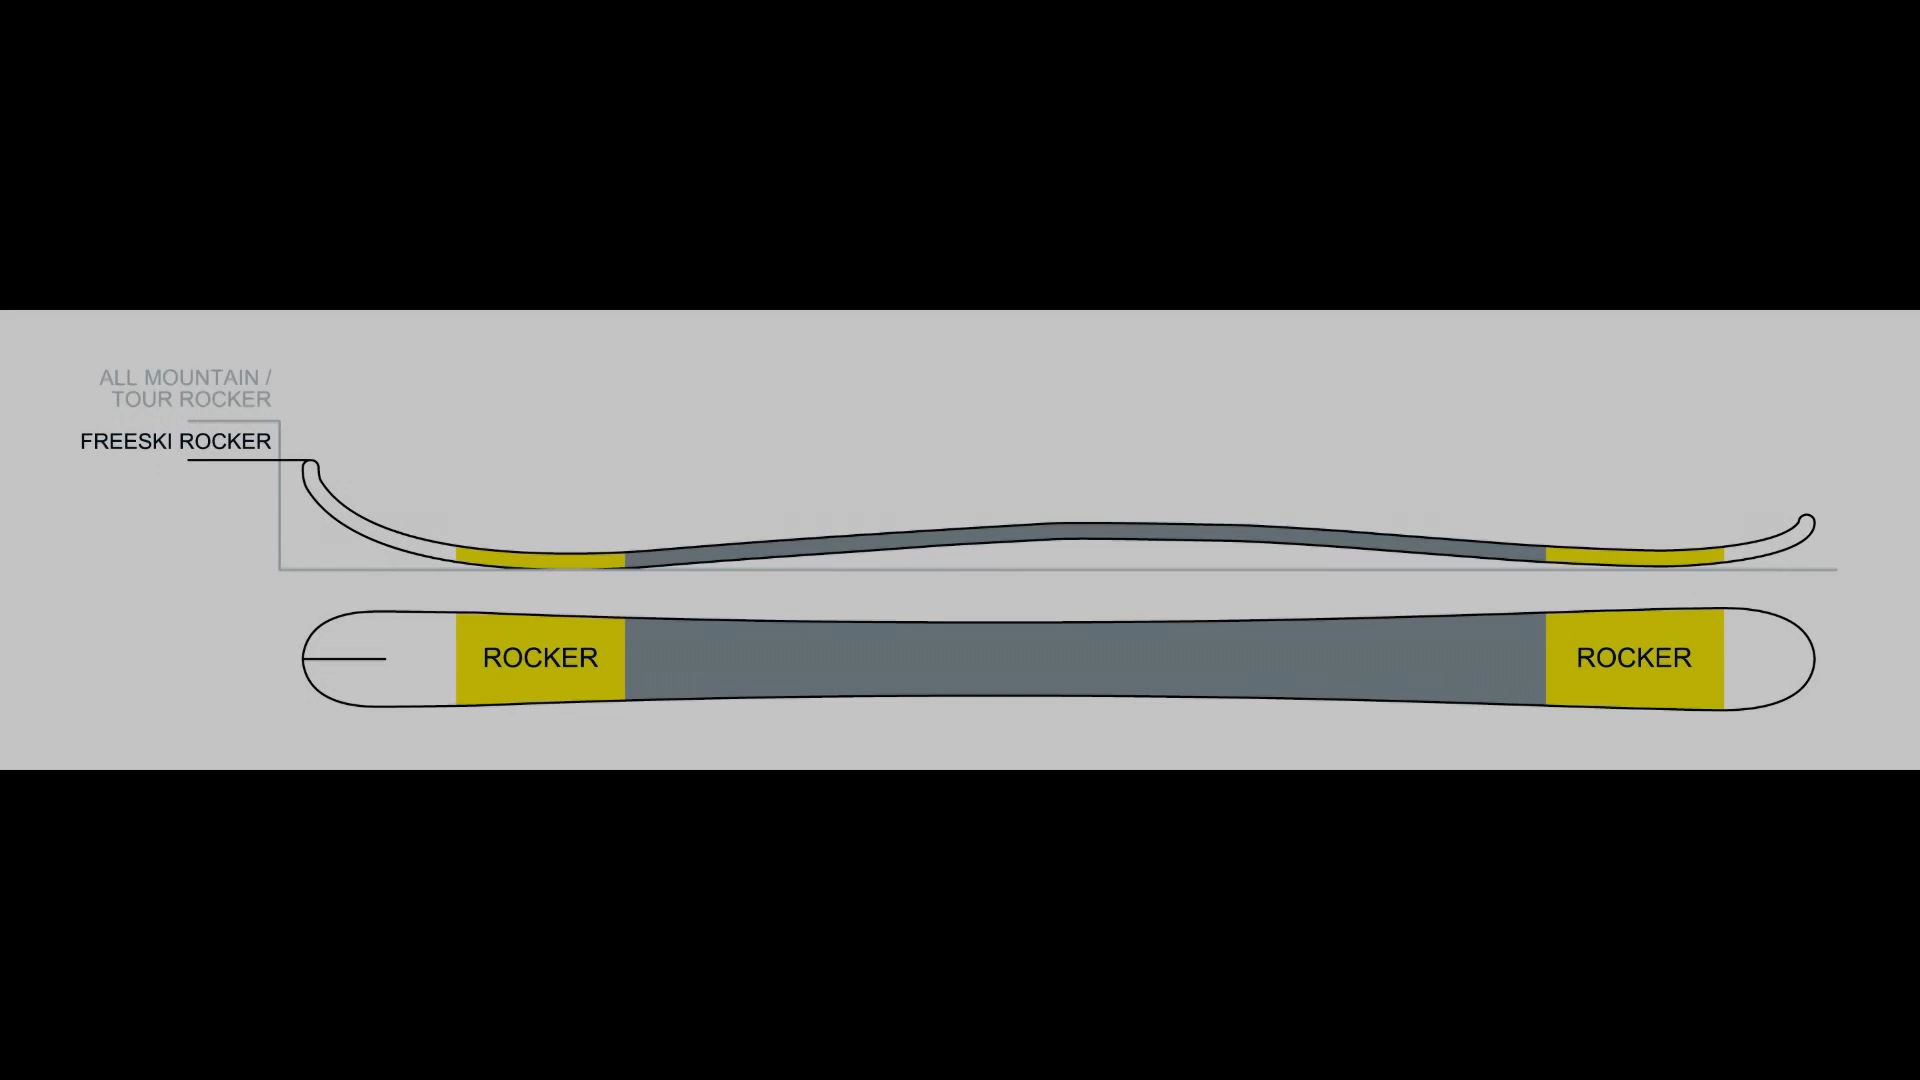 ALL MOUNTAIN /
TOUR ROCKER
FREESKI ROCKER
ROCKER
ROCKER